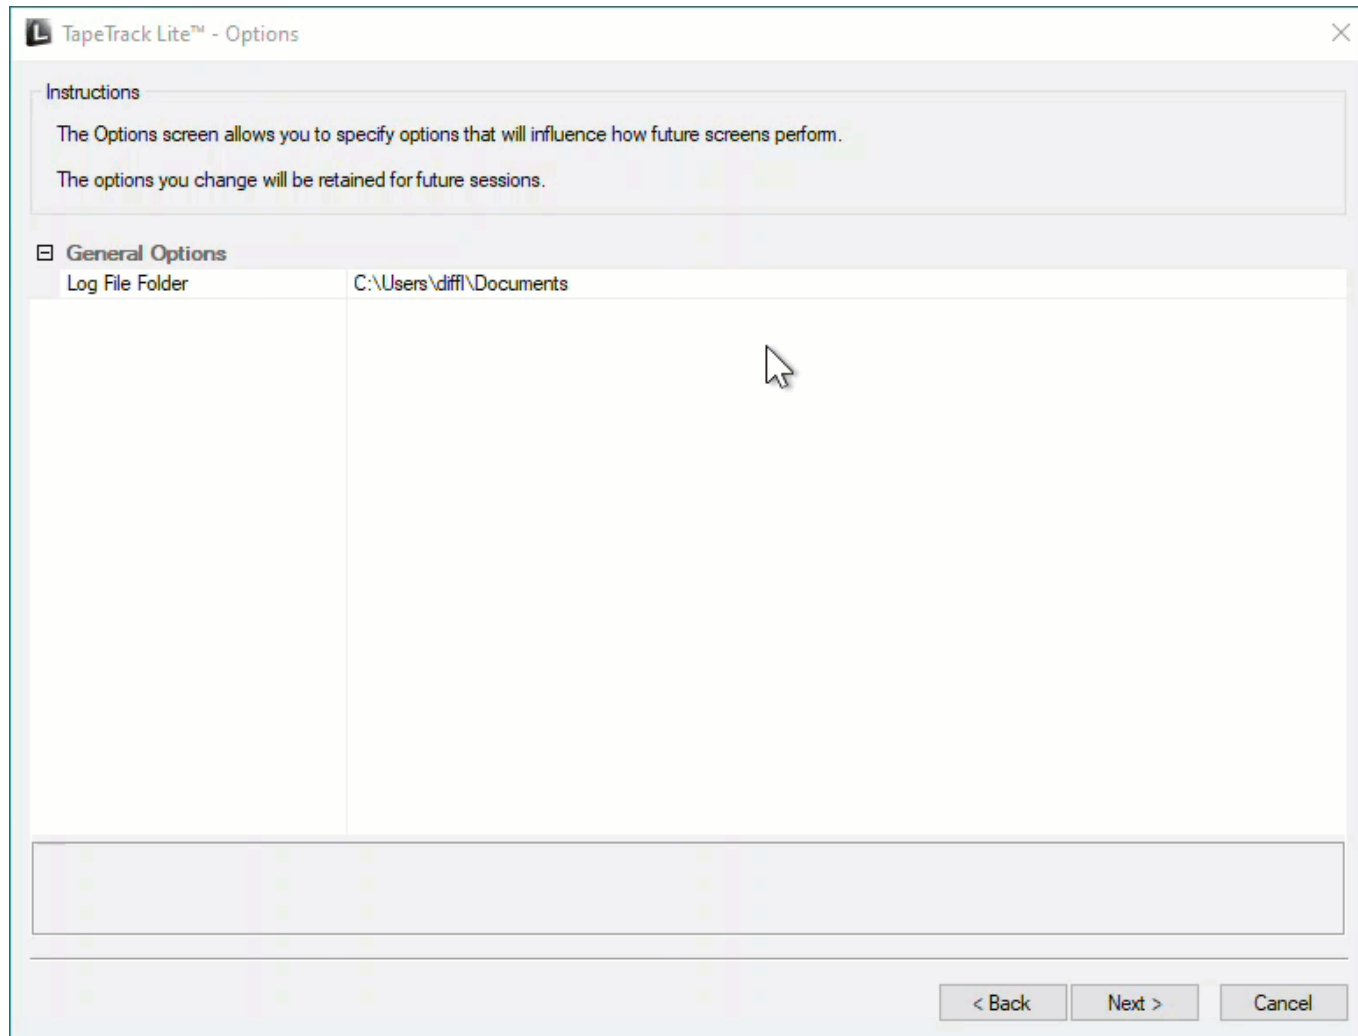 TapeTrack Lite™ - Options
Instructions
The Options screen allows you to specify options that will influence how future screens perform.
The options you change will be retained for future sessions.
General Options
Log File Folder C:\Users\diffl\Documents
< Back Next > Cancel